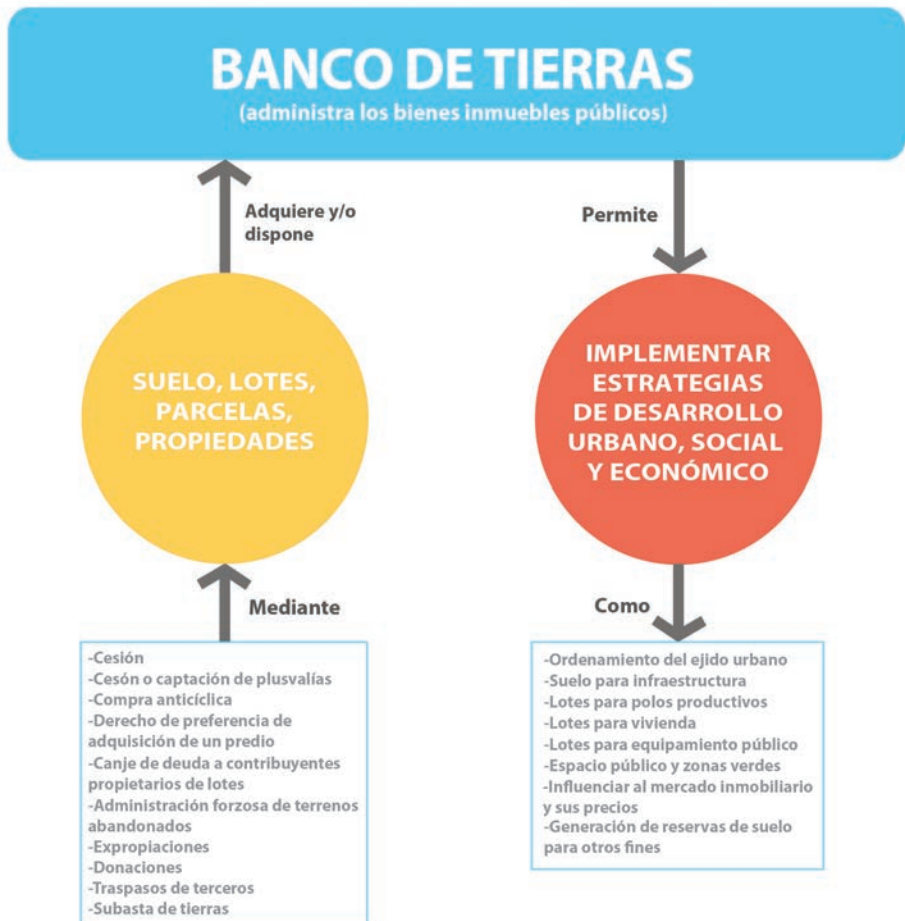 BANCO DE TIERRAS
(administra los bienes inmuebles públicos)
Adquiere y/o
dispone
Permite
SUELO, LOTES,
PARCELAS,
PROPIEDADES
IMPLEMENTAR
ESTRATEGIAS
DE DESARROLLO
URBANO, SOCIAL
Y ECONÓMICO
Mediante
Como
-Cesión
-Cesón o captación de plusvalías
-Compra anticíclica
-Derecho de preferencia de
adquisición de un predio
-Canje de deuda a contribuyentes
propietarios de lotes
-Administración forzosa de terrenos
abandonados
-Expropiaciones
-Donaciones
-Traspasos de terceros
-Subasta de tierras
-Ordenamiento del ejido urbano
-Suelo para infraestructura
-Lotes para polos productivos
-Lotes para vivienda
-Lotes para equipamiento público
-Espacio público y zonas verdes
-Influenciar al mercado inmobiliario
y sus precios
-Generación de reservas de suelo
para otros fines